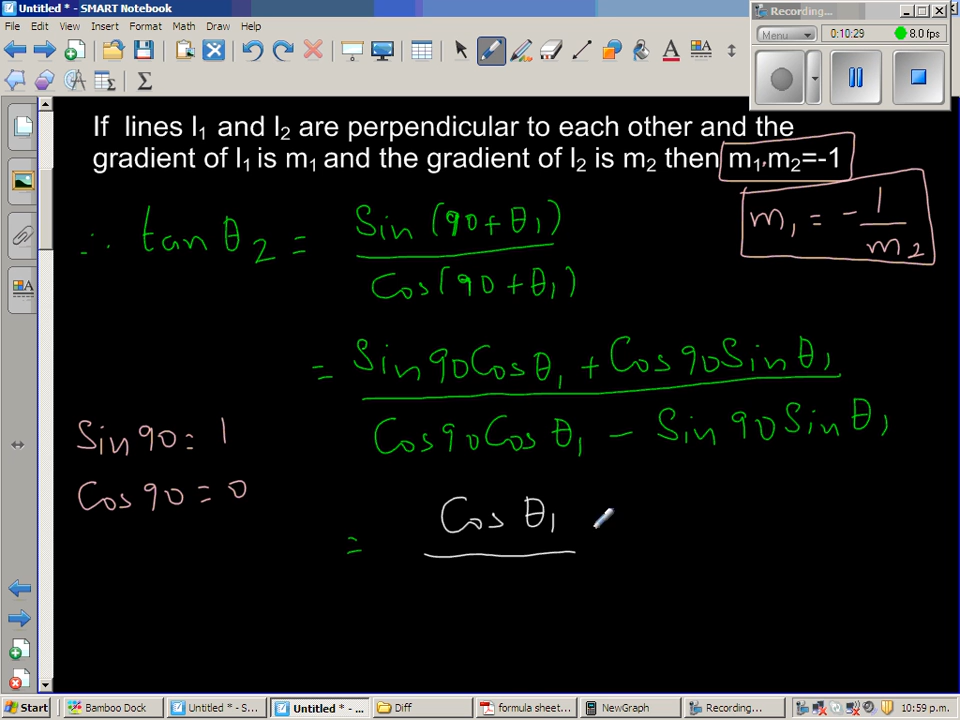 Untitled * - SMART Notebook
Recording...
File Edit View Insert Format Math Draw Help
Menu 0:10:29 8.0 fps
If lines l₁ and l₂ are perpendicular to each other and the
gradient of l₁ is m₁ and the gradient of l₂ is m₂ then m₁.m₂=-1
m₁ = - 1 / m₂
∴ tan θ₂ = Sin (90+θ₁) / Cos(90+θ₁)
= Sin90Cosθ₁ + Cos90Sinθ₁ / Cos90Cosθ₁ - Sin90Sinθ₁
Sin90 = 1
Cos90 = 0
= Cos θ₁
Start Bamboo Dock Untitled * - S... Untitled * - ... Diff formula sheet... NewGraph Recording... 10:59 p.m.